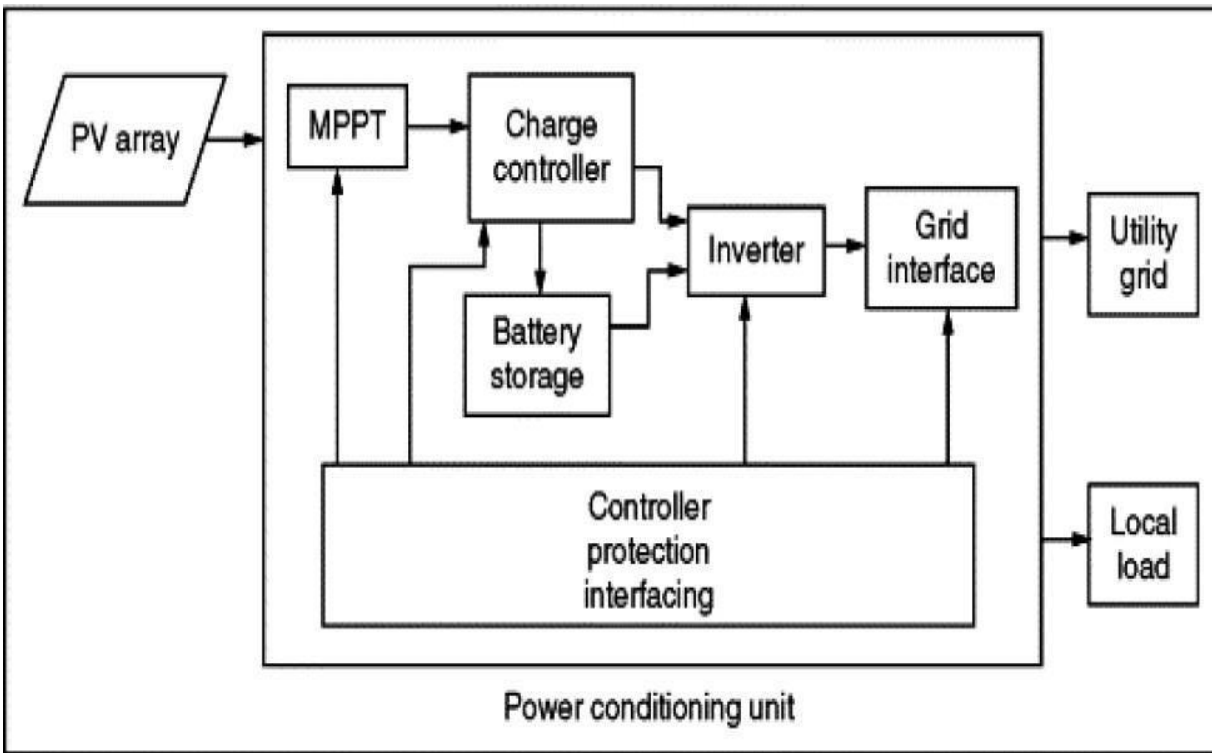 PV array
MPPT
Charge
controller
Inverter
Grid
interface
Utility
grid
Battery
storage
Controller
protection
interfacing
Local
load
Power conditioning unit